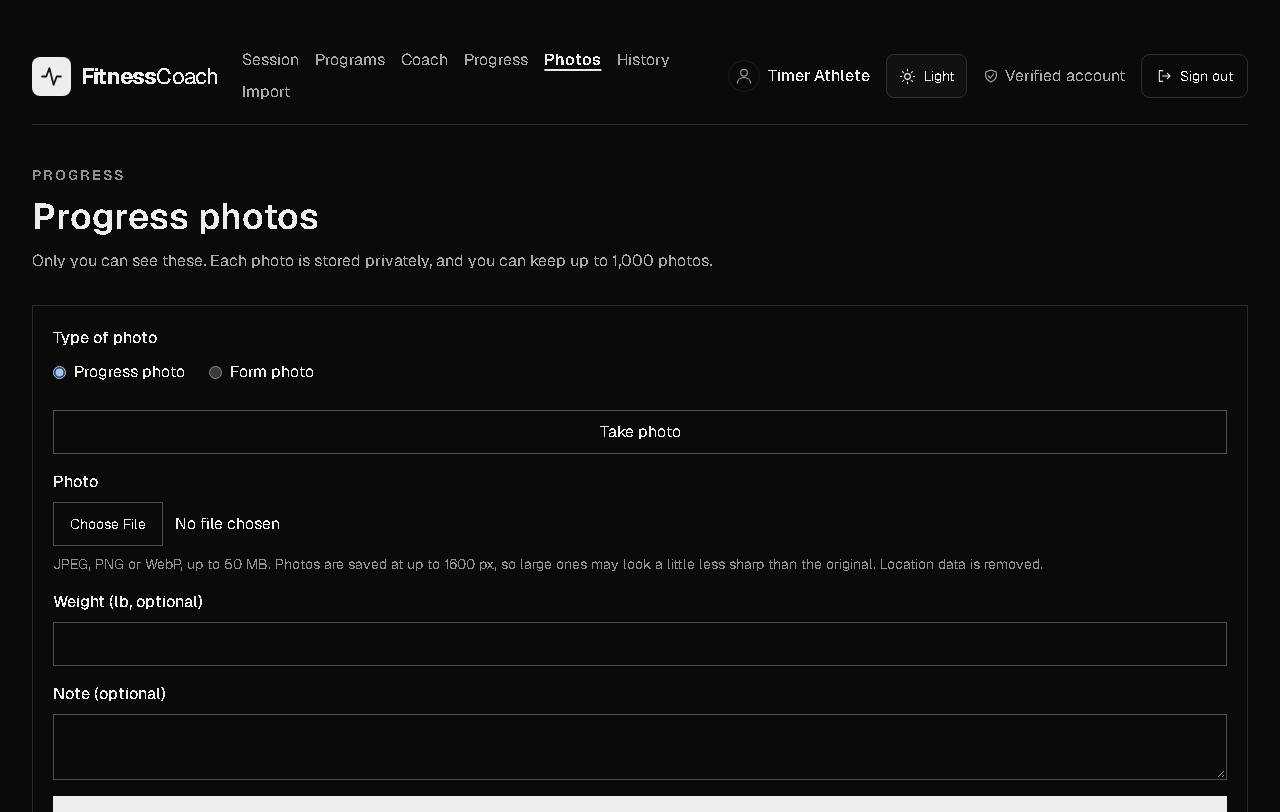 FitnessCoach
Session Programs Coach Progress Photos History
Import
Timer Athlete
Light
Verified account
Sign out
PROGRESS
Progress photos
Only you can see these. Each photo is stored privately, and you can keep up to 1,000 photos.
Type of photo
Progress photo Form photo
Take photo
Photo
Choose File No file chosen
JPEG, PNG or WebP, up to 50 MB. Photos are saved at up to 1600 px, so large ones may look a little less sharp than the original. Location data is removed.
Weight (lb, optional)
Note (optional)